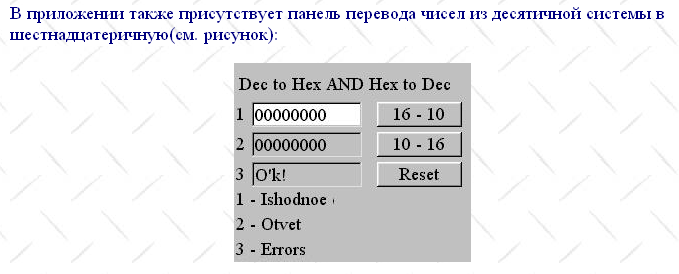 В приложении также присутствует панель перевода чисел из десятичной системы в
шестнадцатеричную(см. рисунок):
Dec to Hex AND Hex to Dec
1 00000000 16 - 10
2 00000000 10 - 16
3 O'k! Reset
1 - Ishodnoe
2 - Otvet
3 - Errors